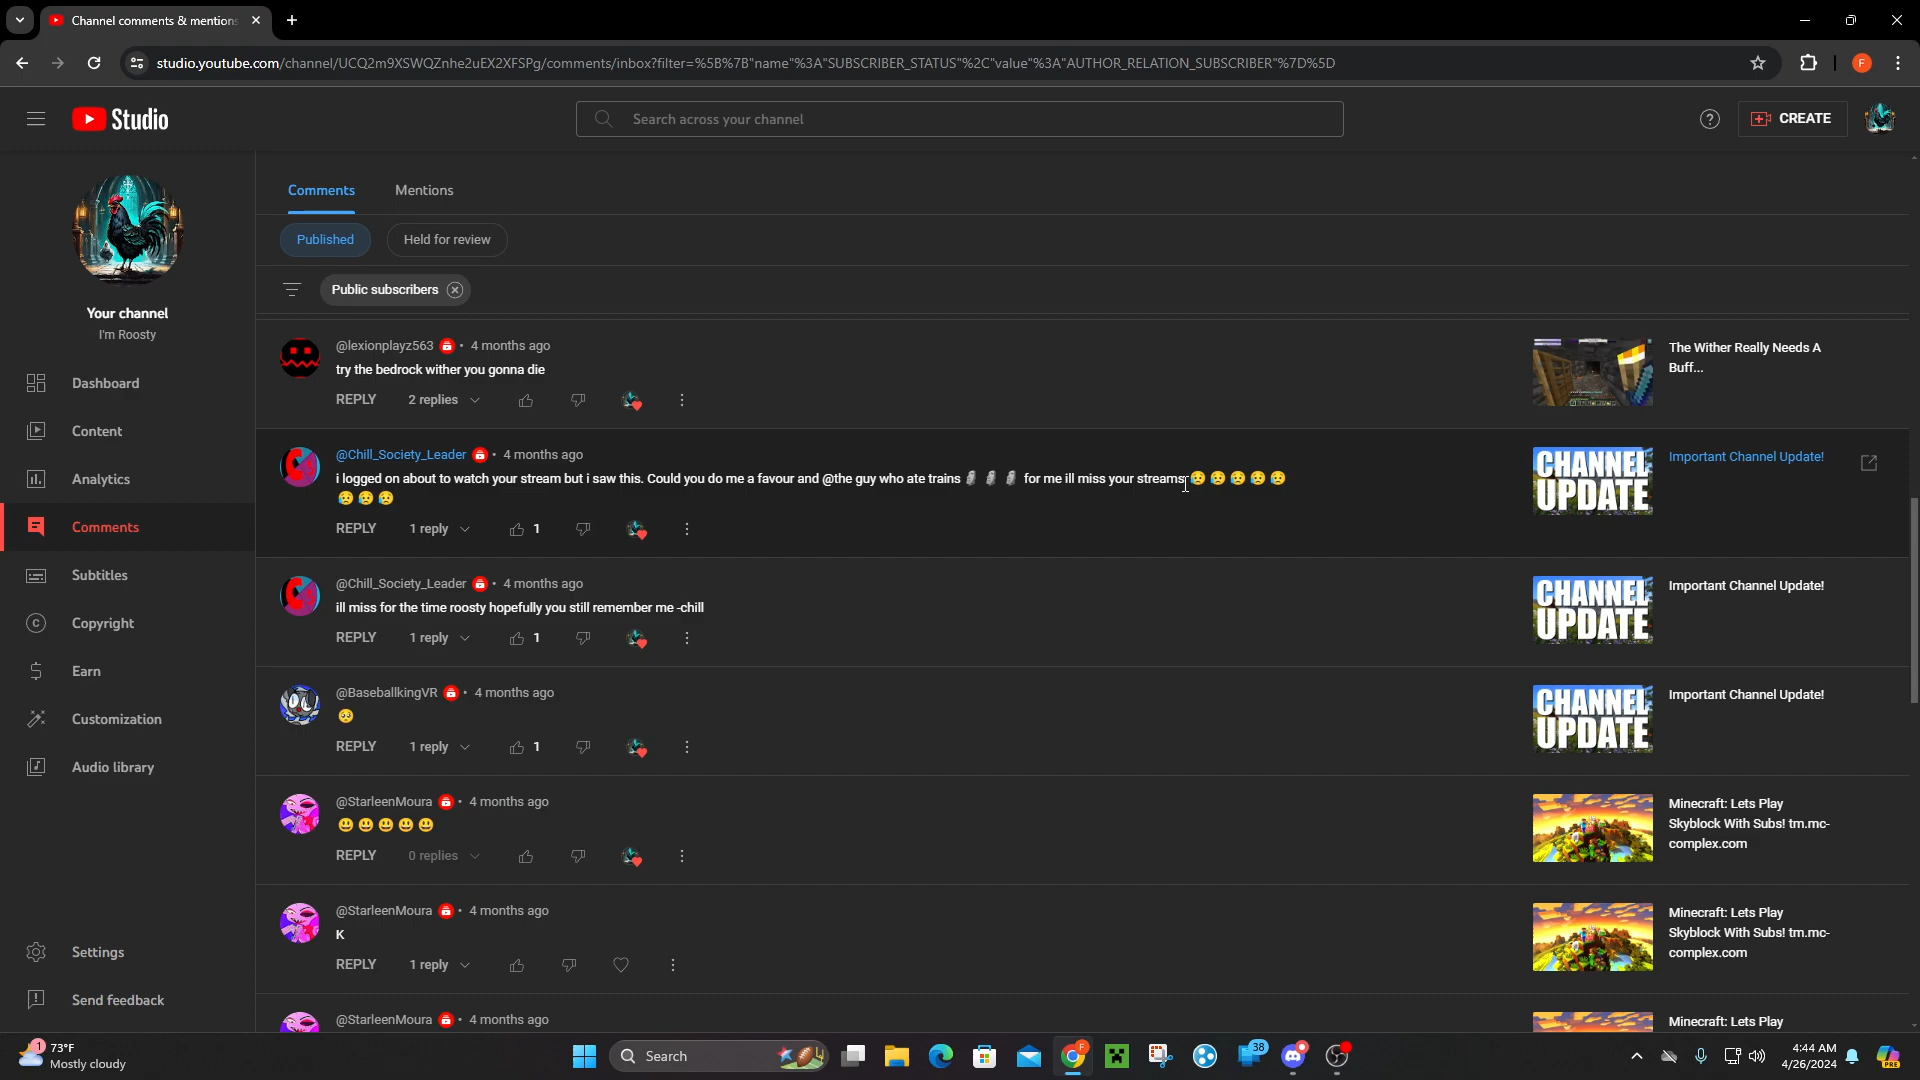 Channel comments & mentions
studio.youtube.com/channel/UCQ2m9XSWQZnhe2uEX2XFSPg/comments/inbox?filter=%5B%7B"name"%3A"SUBSCRIBER_STATUS"%2C"value"%3A"AUTHOR_RELATION_SUBSCRIBER"%7D%5D
F
Studio
Search across your channel
CREATE
Your channel
I'm Roosty
Dashboard
Content
Analytics
Comments
Subtitles
Copyright
Earn
Customization
Audio library
Settings
Send feedback
Comments
Mentions
Published
Held for review
Public subscribers
@lexionplayz563 • 4 months ago
try the bedrock wither you gonna die
REPLY 2 replies
The Wither Really Needs A
Buff...
@Chill_Society_Leader • 4 months ago
i logged on about to watch your stream but i saw this. Could you do me a favour and @the guy who ate trains 🗿 🗿 🗿 for me ill miss your streams 😥 😥 😥 😥 😥
😥 😥 😥
REPLY 1 reply 1
CHANNEL
UPDATE
Important Channel Update!
@Chill_Society_Leader • 4 months ago
ill miss for the time roosty hopefully you still remember me -chill
REPLY 1 reply 1
CHANNEL
UPDATE
Important Channel Update!
@BaseballkingVR • 4 months ago
🥺
REPLY 1 reply 1
CHANNEL
UPDATE
Important Channel Update!
@StarleenMoura • 4 months ago
😃 😃 😃 😃 😃
REPLY 0 replies
Minecraft: Lets Play
Skyblock With Subs! tm.mc-
complex.com
@StarleenMoura • 4 months ago
K
REPLY 1 reply
Minecraft: Lets Play
Skyblock With Subs! tm.mc-
complex.com
@StarleenMoura • 4 months ago
Minecraft: Lets Play
1
73°F
Mostly cloudy
Search
F
38
4:44 AM
4/26/2024
PRE